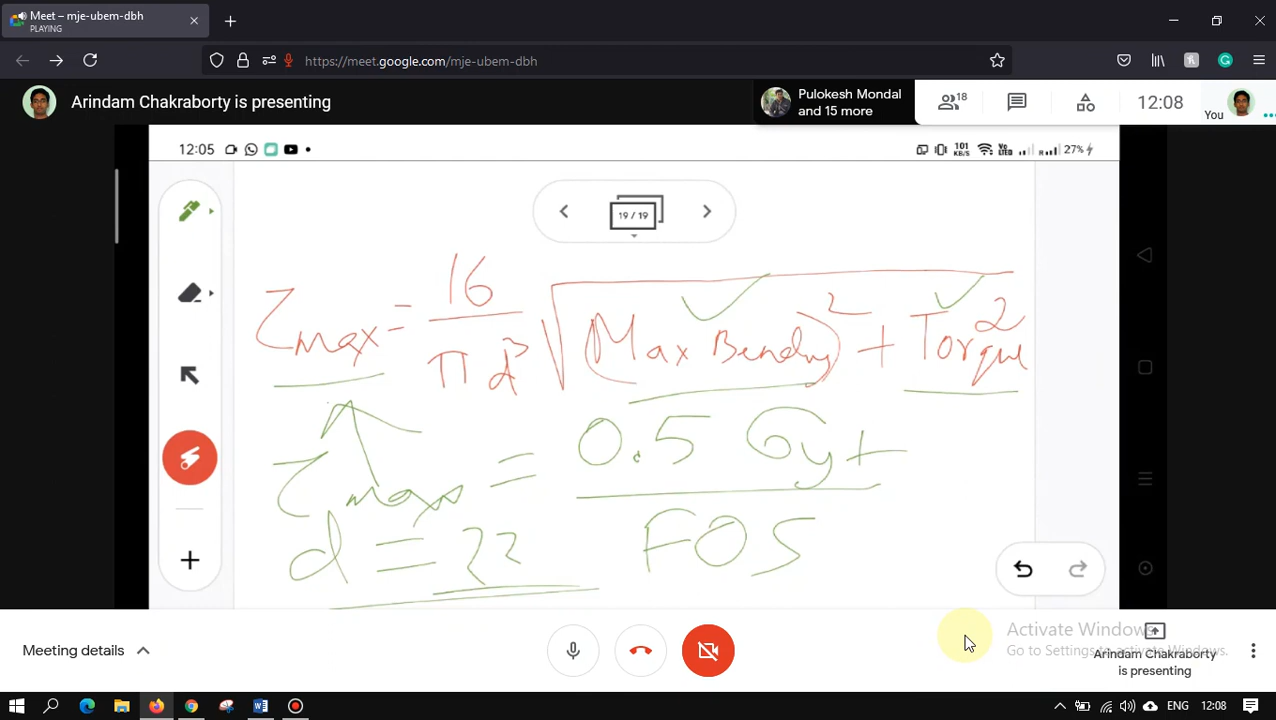 Meet – mje-ubem-dbh
PLAYING
https://meet.google.com/mje-ubem-dbh
Arindam Chakraborty is presenting
Pulokesh Mondal
and 15 more
18
12:08
You
12:05
101
KB/S
Vo
LTE
27%
19 / 19
τmax = 16 / πd³ √(Max Bending)² + Torque²
τmax = 0.5 σyt / FOS
d = ??
Activate Windows
Go to Settings to activate Windows.
Meeting details
Arindam Chakraborty
is presenting
ENG
12:08